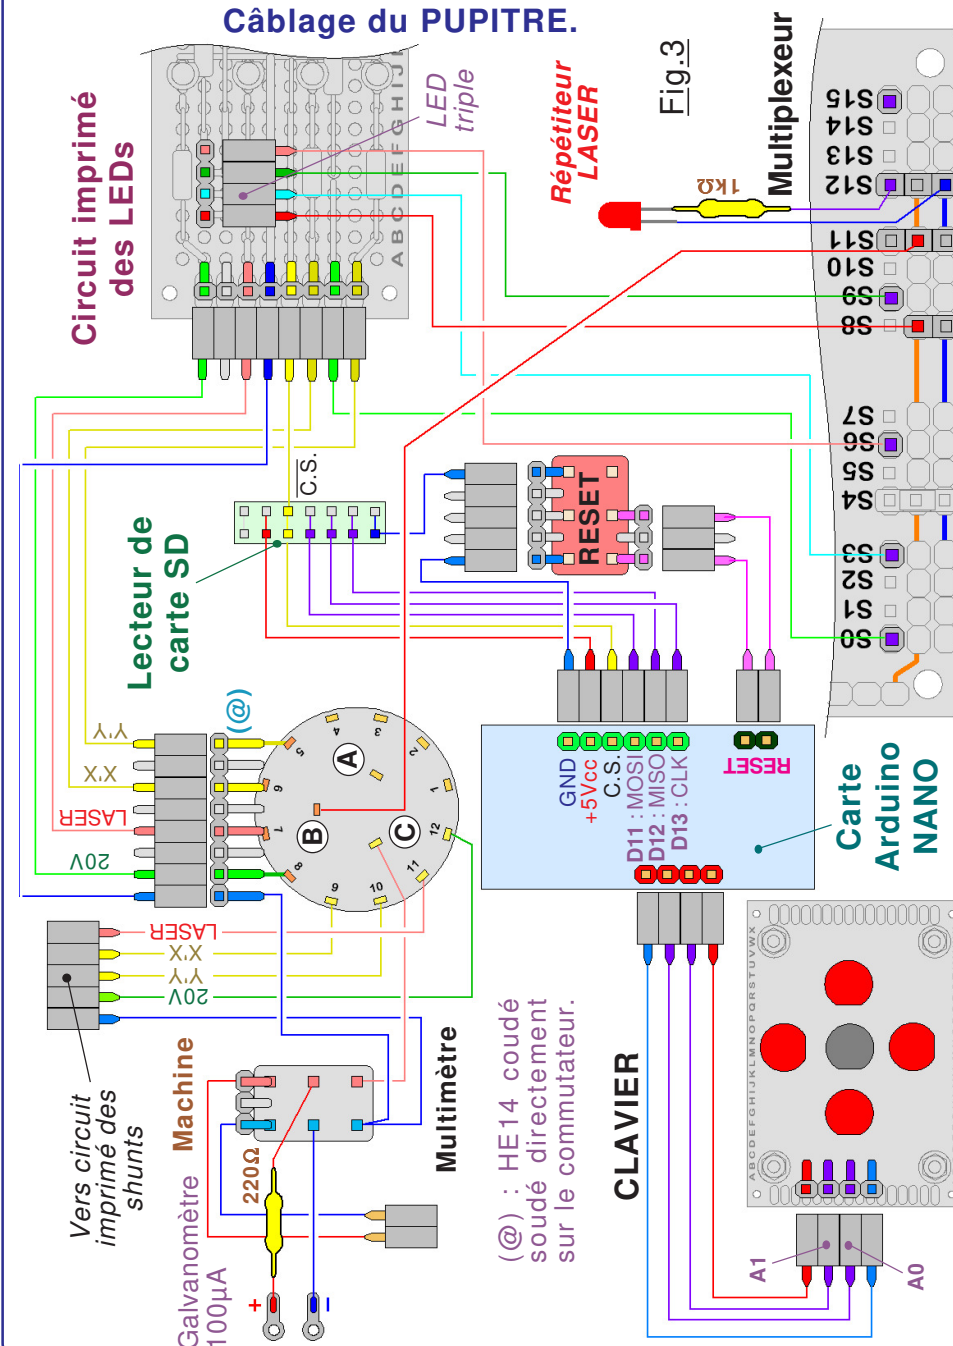 Câblage du PUPITRE.
Circuit imprimé
des LEDs
LED
triple
A B C D E F G H I J
Répétiteur
LASER
Fig.3
1kΩ
Multiplexeur
S15
S14
S13
S12
S11
S10
S9
S8
S7
S6
S5
S4
S3
S2
S1
S0
C.S.
Lecteur de
carte SD
RESET
Y'Y
X'X
LASER
20V
(@)
A
B
C
1
2
3
4
5
6
7
8
9
10
11
12
LASER
X'X
Y'Y
20V
GND
+5Vcc
C.S.
D11 : MOSI
D12 : MISO
D13 : CLK
RESET
Carte
Arduino
NANO
Vers circuit
imprimé des
shunts
Machine
Multimètre
Galvanomètre
100µA
220Ω
+
–
(@) : HE14 coudé
soudé directement
sur le commutateur.
CLAVIER
ABCDEFGHIJKLMNOPQRSTUVWX
A1
A0